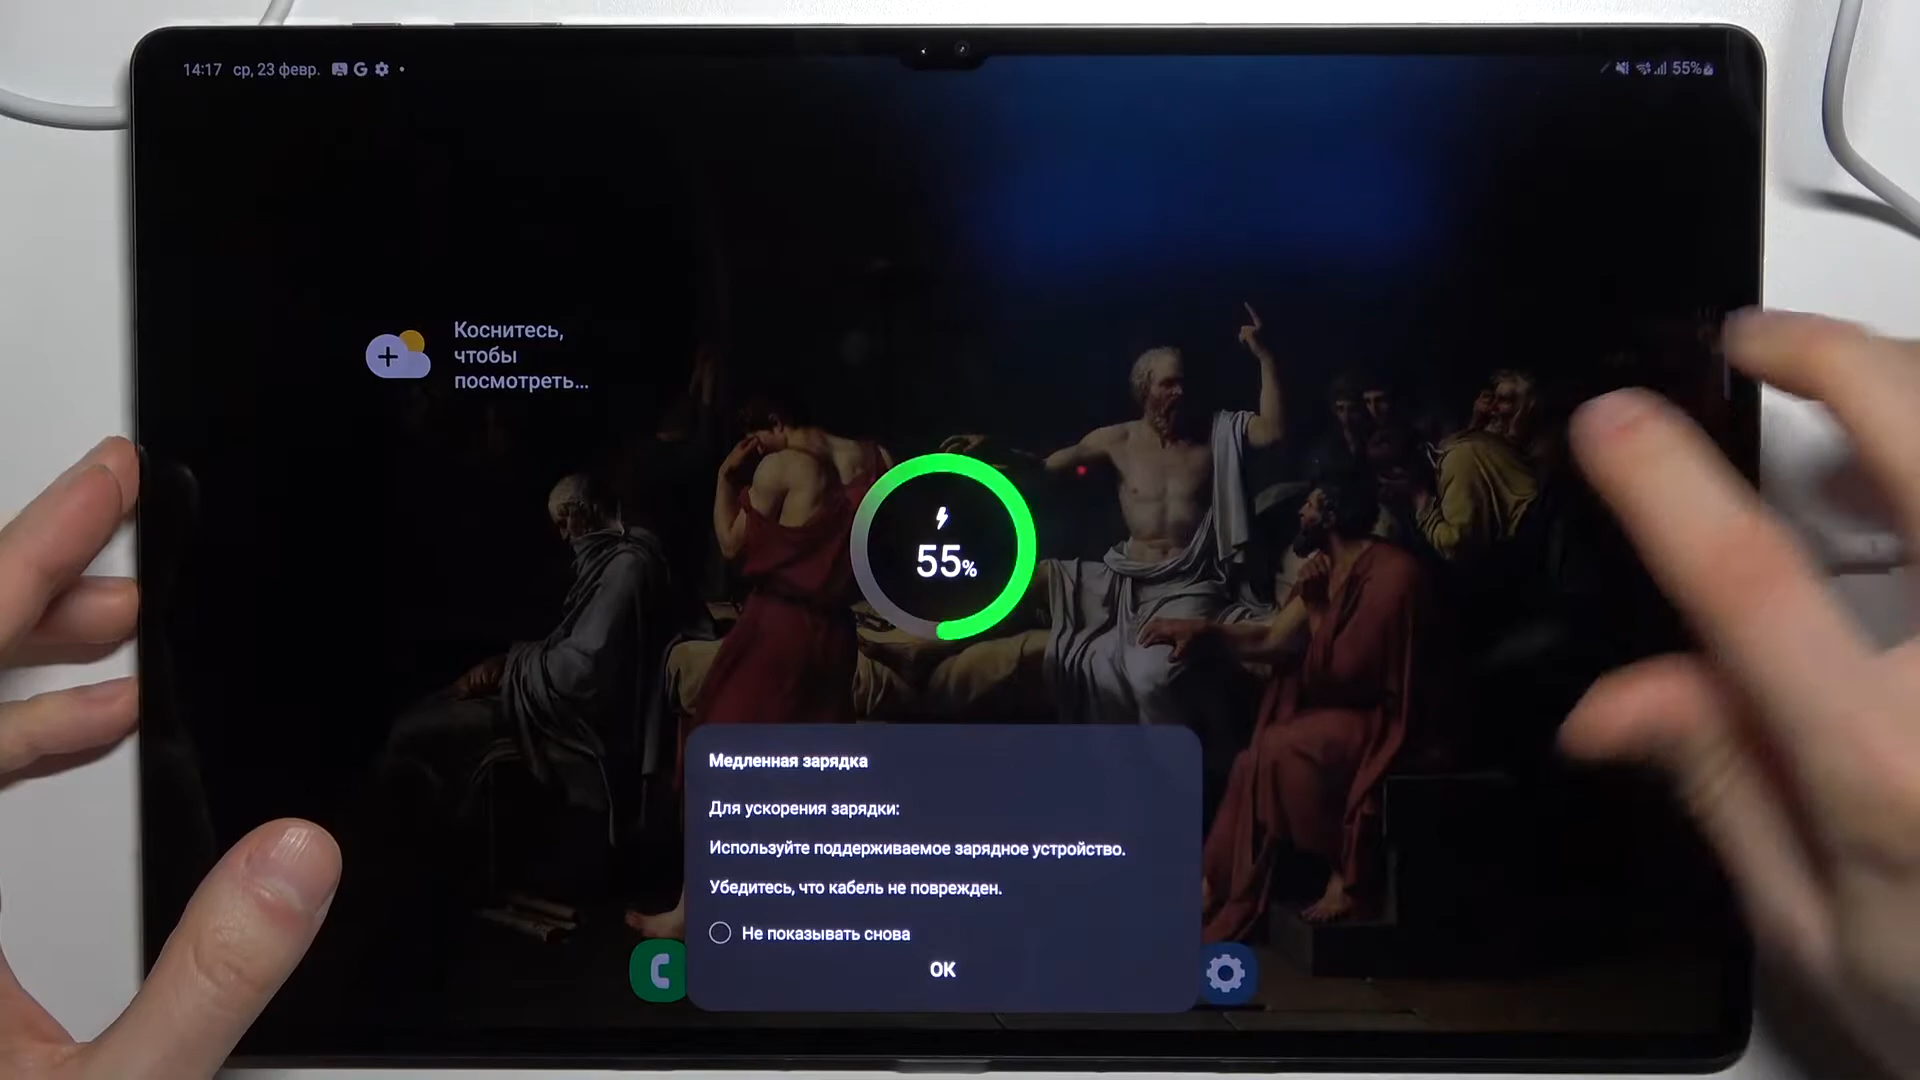 14:17 ср, 23 февр.
55%
Коснитесь,
чтобы
посмотреть...
55%
Медленная зарядка
Для ускорения зарядки:
Используйте поддерживаемое зарядное устройство.
Убедитесь, что кабель не поврежден.
Не показывать снова
ОК